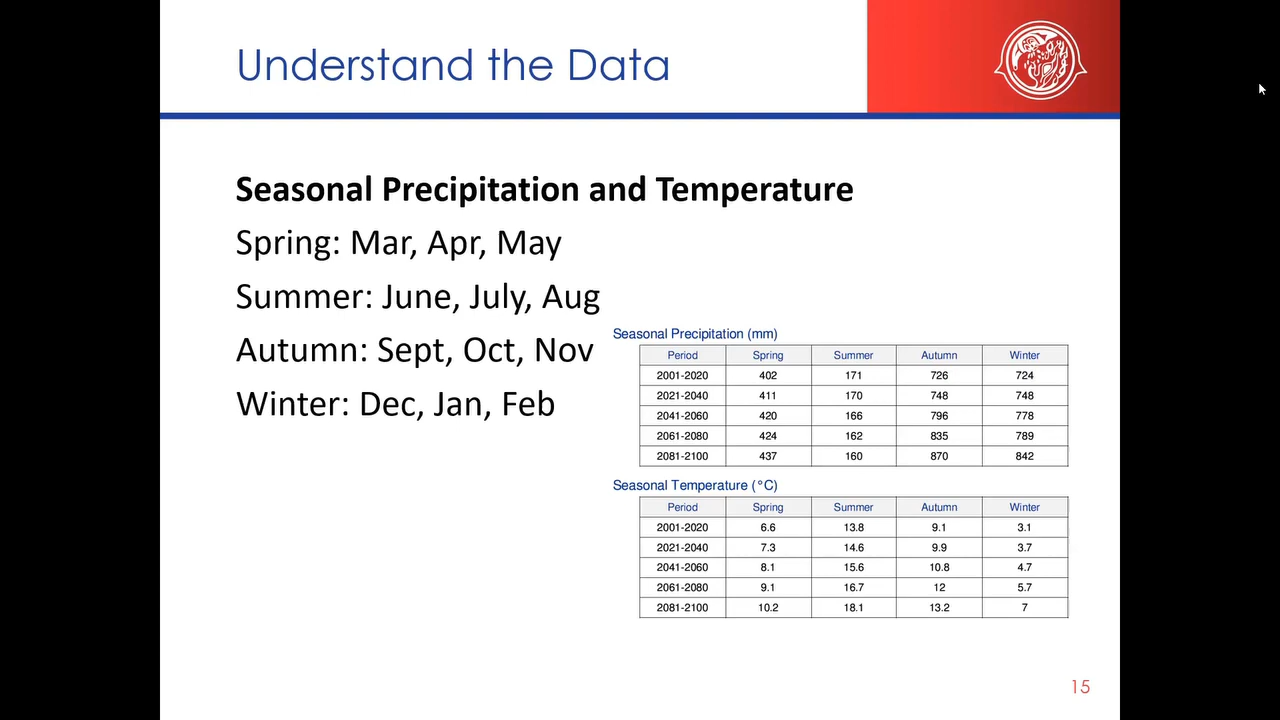 Understand the Data
Seasonal Precipitation and Temperature
Spring: Mar, Apr, May
Summer: June, July, Aug
Autumn: Sept, Oct, Nov
Winter: Dec, Jan, Feb
Seasonal Precipitation (mm)
Period Spring Summer Autumn Winter
2001-2020 402 171 726 724
2021-2040 411 170 748 748
2041-2060 420 166 796 778
2061-2080 424 162 835 789
2081-2100 437 160 870 842
Seasonal Temperature (°C)
Period Spring Summer Autumn Winter
2001-2020 6.6 13.8 9.1 3.1
2021-2040 7.3 14.6 9.9 3.7
2041-2060 8.1 15.6 10.8 4.7
2061-2080 9.1 16.7 12 5.7
2081-2100 10.2 18.1 13.2 7
15